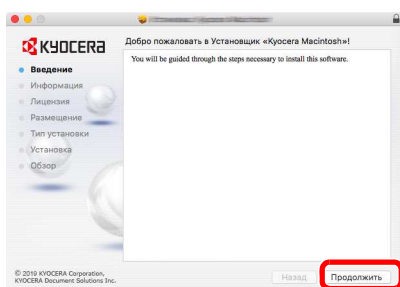 KYOCERA
Добро пожаловать в Установщик «Kyocera Macintosh»!
You will be guided through the steps necessary to install this software.
Введение
Информация
Лицензия
Размещение
Тип установки
Установка
Обзор
© 2019 KYOCERA Corporation,
KYOCERA Document Solutions Inc.
Назад
Продолжить